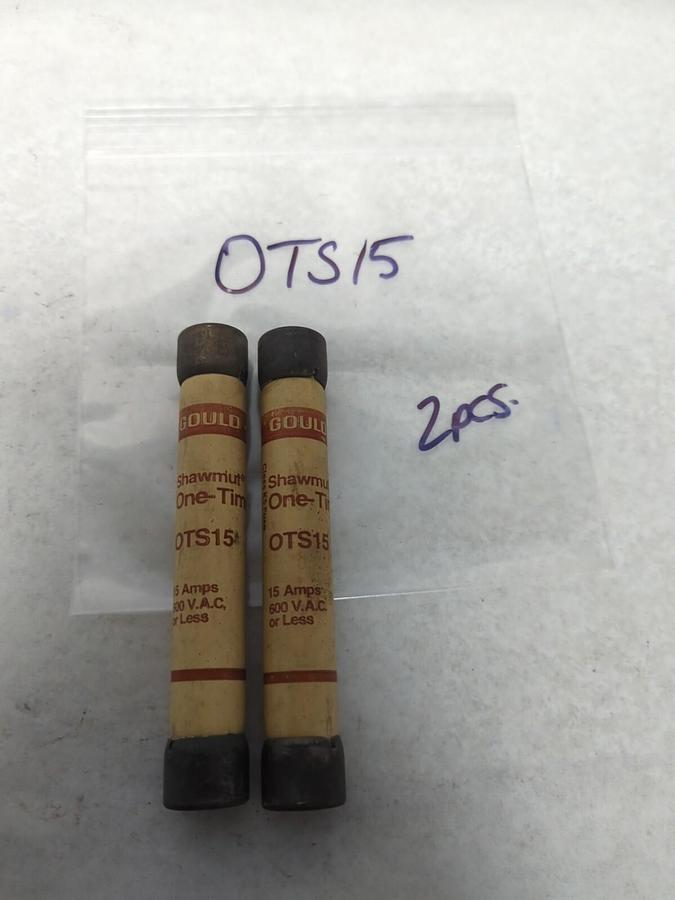 OTS15
2pcs.
GOULD
Shawmut®
One-Tim
OTS15
5 Amps
600 V.A.C.
or Less
GOULD
Shawmut
One-Tim
OTS15
15 Amps
600 V.A.C.
or Less